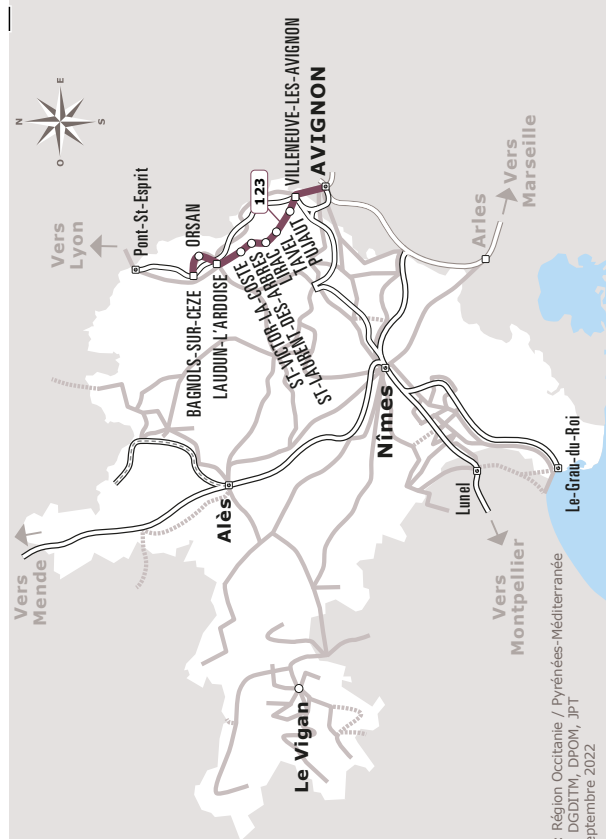 N
E
S
O
Vers
Lyon
Pont-St-Esprit
ORSAN
BAGNOLS-SUR-CEZE
LAUDUN-L'ARDOISE
ST-VICTOR-LA-COSTE
ST-LAURENT-DES-ARBRES
LIRAC
TAVEL
PUJAUT
123
VILLENEUVE-LES-AVIGNON
AVIGNON
Vers
Mende
Alès
Nîmes
Arles
Vers
Marseille
Lunel
Le-Grau-du-Roi
Vers
Montpellier
Le Vigan
: Région Occitanie / Pyrénées-Méditerranée
DGDITM, DPOM, JPT
eptembre 2022